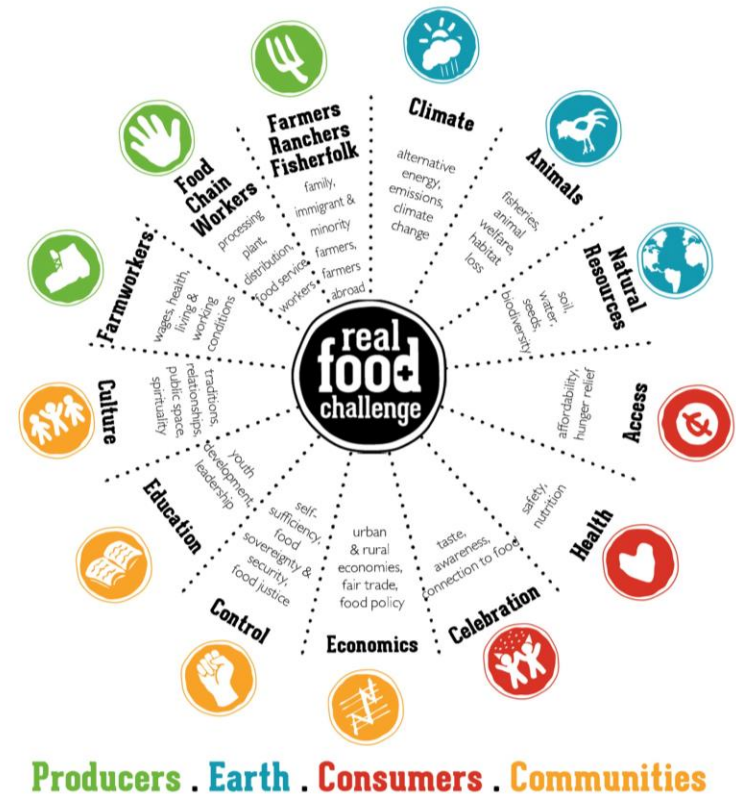 Farmers
Ranchers
Fisherfolk
family,
immigrant &
minority
farmers,
farmers
abroad
Climate
alternative
energy,
emissions,
climate
change
Animals
fisheries,
animal
welfare,
habitat
loss
Natural
Resources
soil,
water,
seeds,
biodiversity
Access
affordability,
hunger relief
Health
safety,
nutrition
Celebration
taste,
awareness,
connection to food
Economics
urban
& rural
economies,
fair trade,
food policy
Control
self-
sufficiency,
food
sovereignty &
security,
food justice
Education
youth
development,
leadership
Culture
traditions,
relationships,
public space,
spirituality
Farmworkers
wages, health,
living &
working
conditions
Food
Chain
Workers
processing
plant,
distribution,
food service
workers
real
food
challenge
Producers . Earth . Consumers . Communities